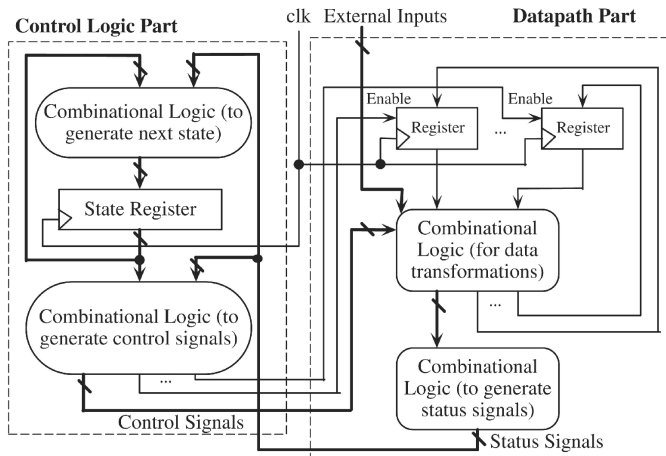 clk External Inputs
Control Logic Part
Datapath Part
Combinational Logic (to
generate next state)
State Register
Combinational Logic (to
generate control signals)
...
Control Signals
Enable
Register
...
Enable
Register
Combinational
Logic (for data
transformations)
...
Combinational
Logic (to generate
status signals)
Status Signals